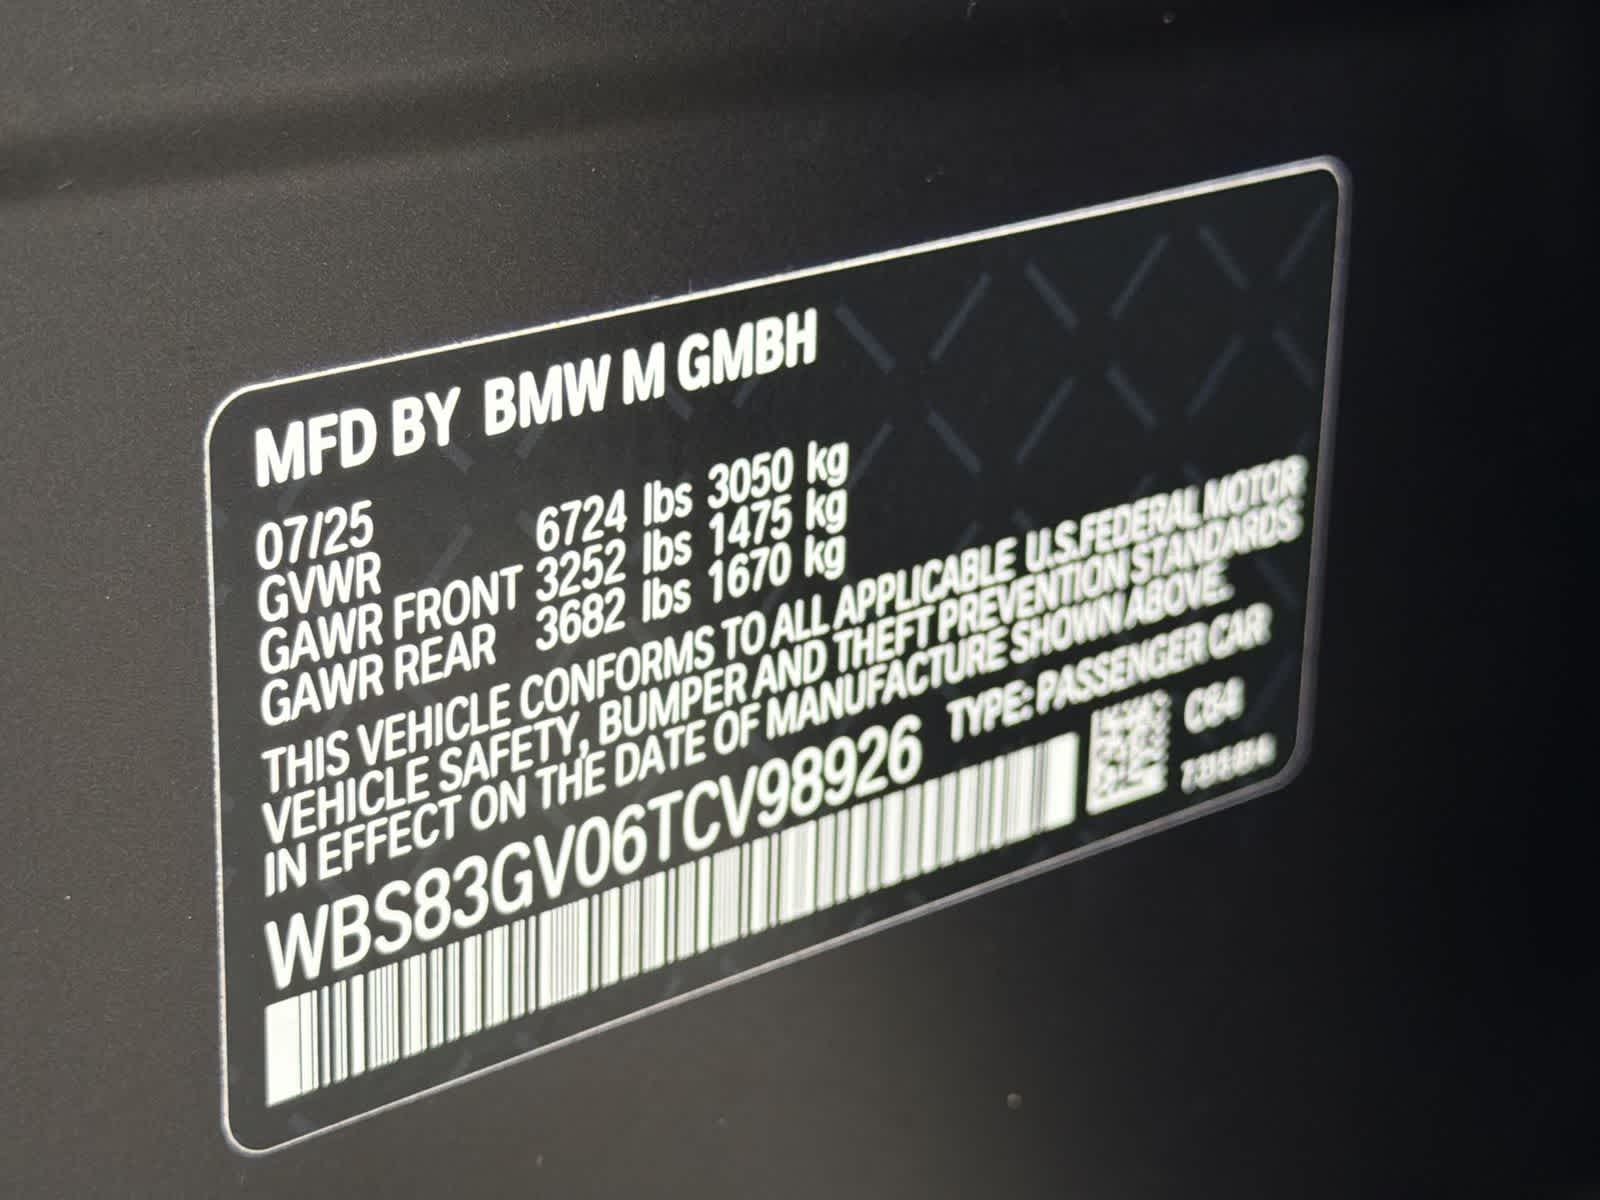 MFD BY BMW M GMBH
07/25
GVWR 6724 lbs 3050 kg
GAWR FRONT 3252 lbs 1475 kg
GAWR REAR 3682 lbs 1670 kg
THIS VEHICLE CONFORMS TO ALL APPLICABLE U.S.FEDERAL MOTOR
VEHICLE SAFETY, BUMPER AND THEFT PREVENTION STANDARDS
IN EFFECT ON THE DATE OF MANUFACTURE SHOWN ABOVE.
WBS83GV06TCV98926 TYPE: PASSENGER CAR
C84